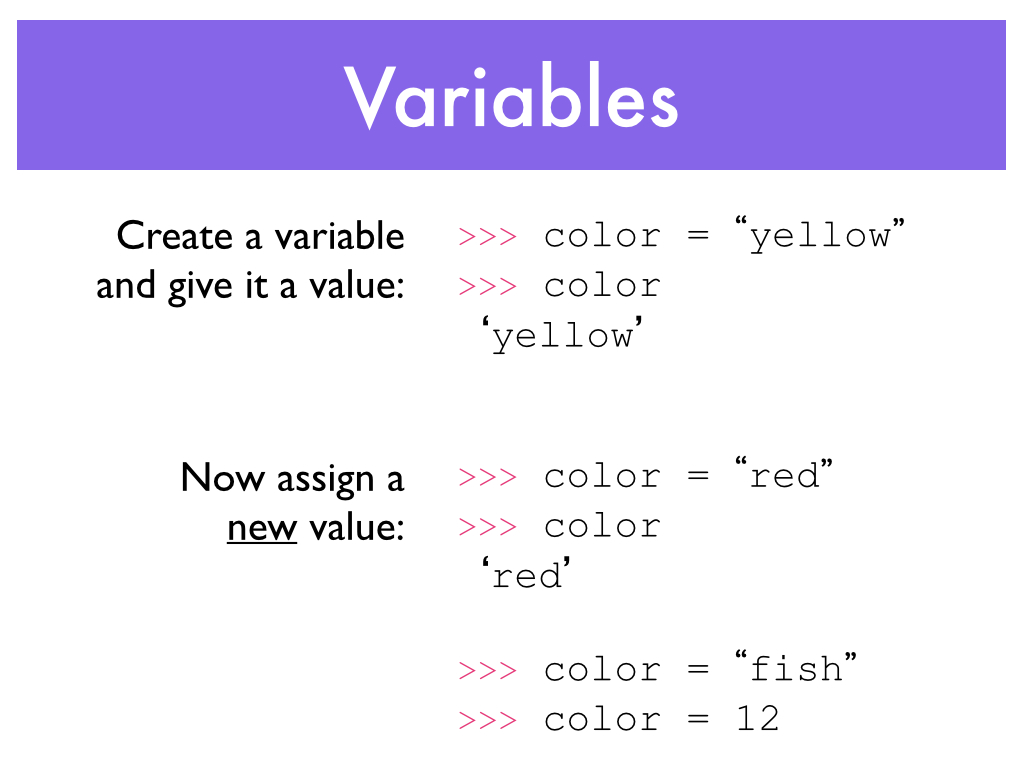 Variables
Create a variable
and give it a value:
>>> color = “yellow”
>>> color
‘yellow’
Now assign a
new value:
>>> color = “red”
>>> color
‘red’
>>> color = “fish”
>>> color = 12